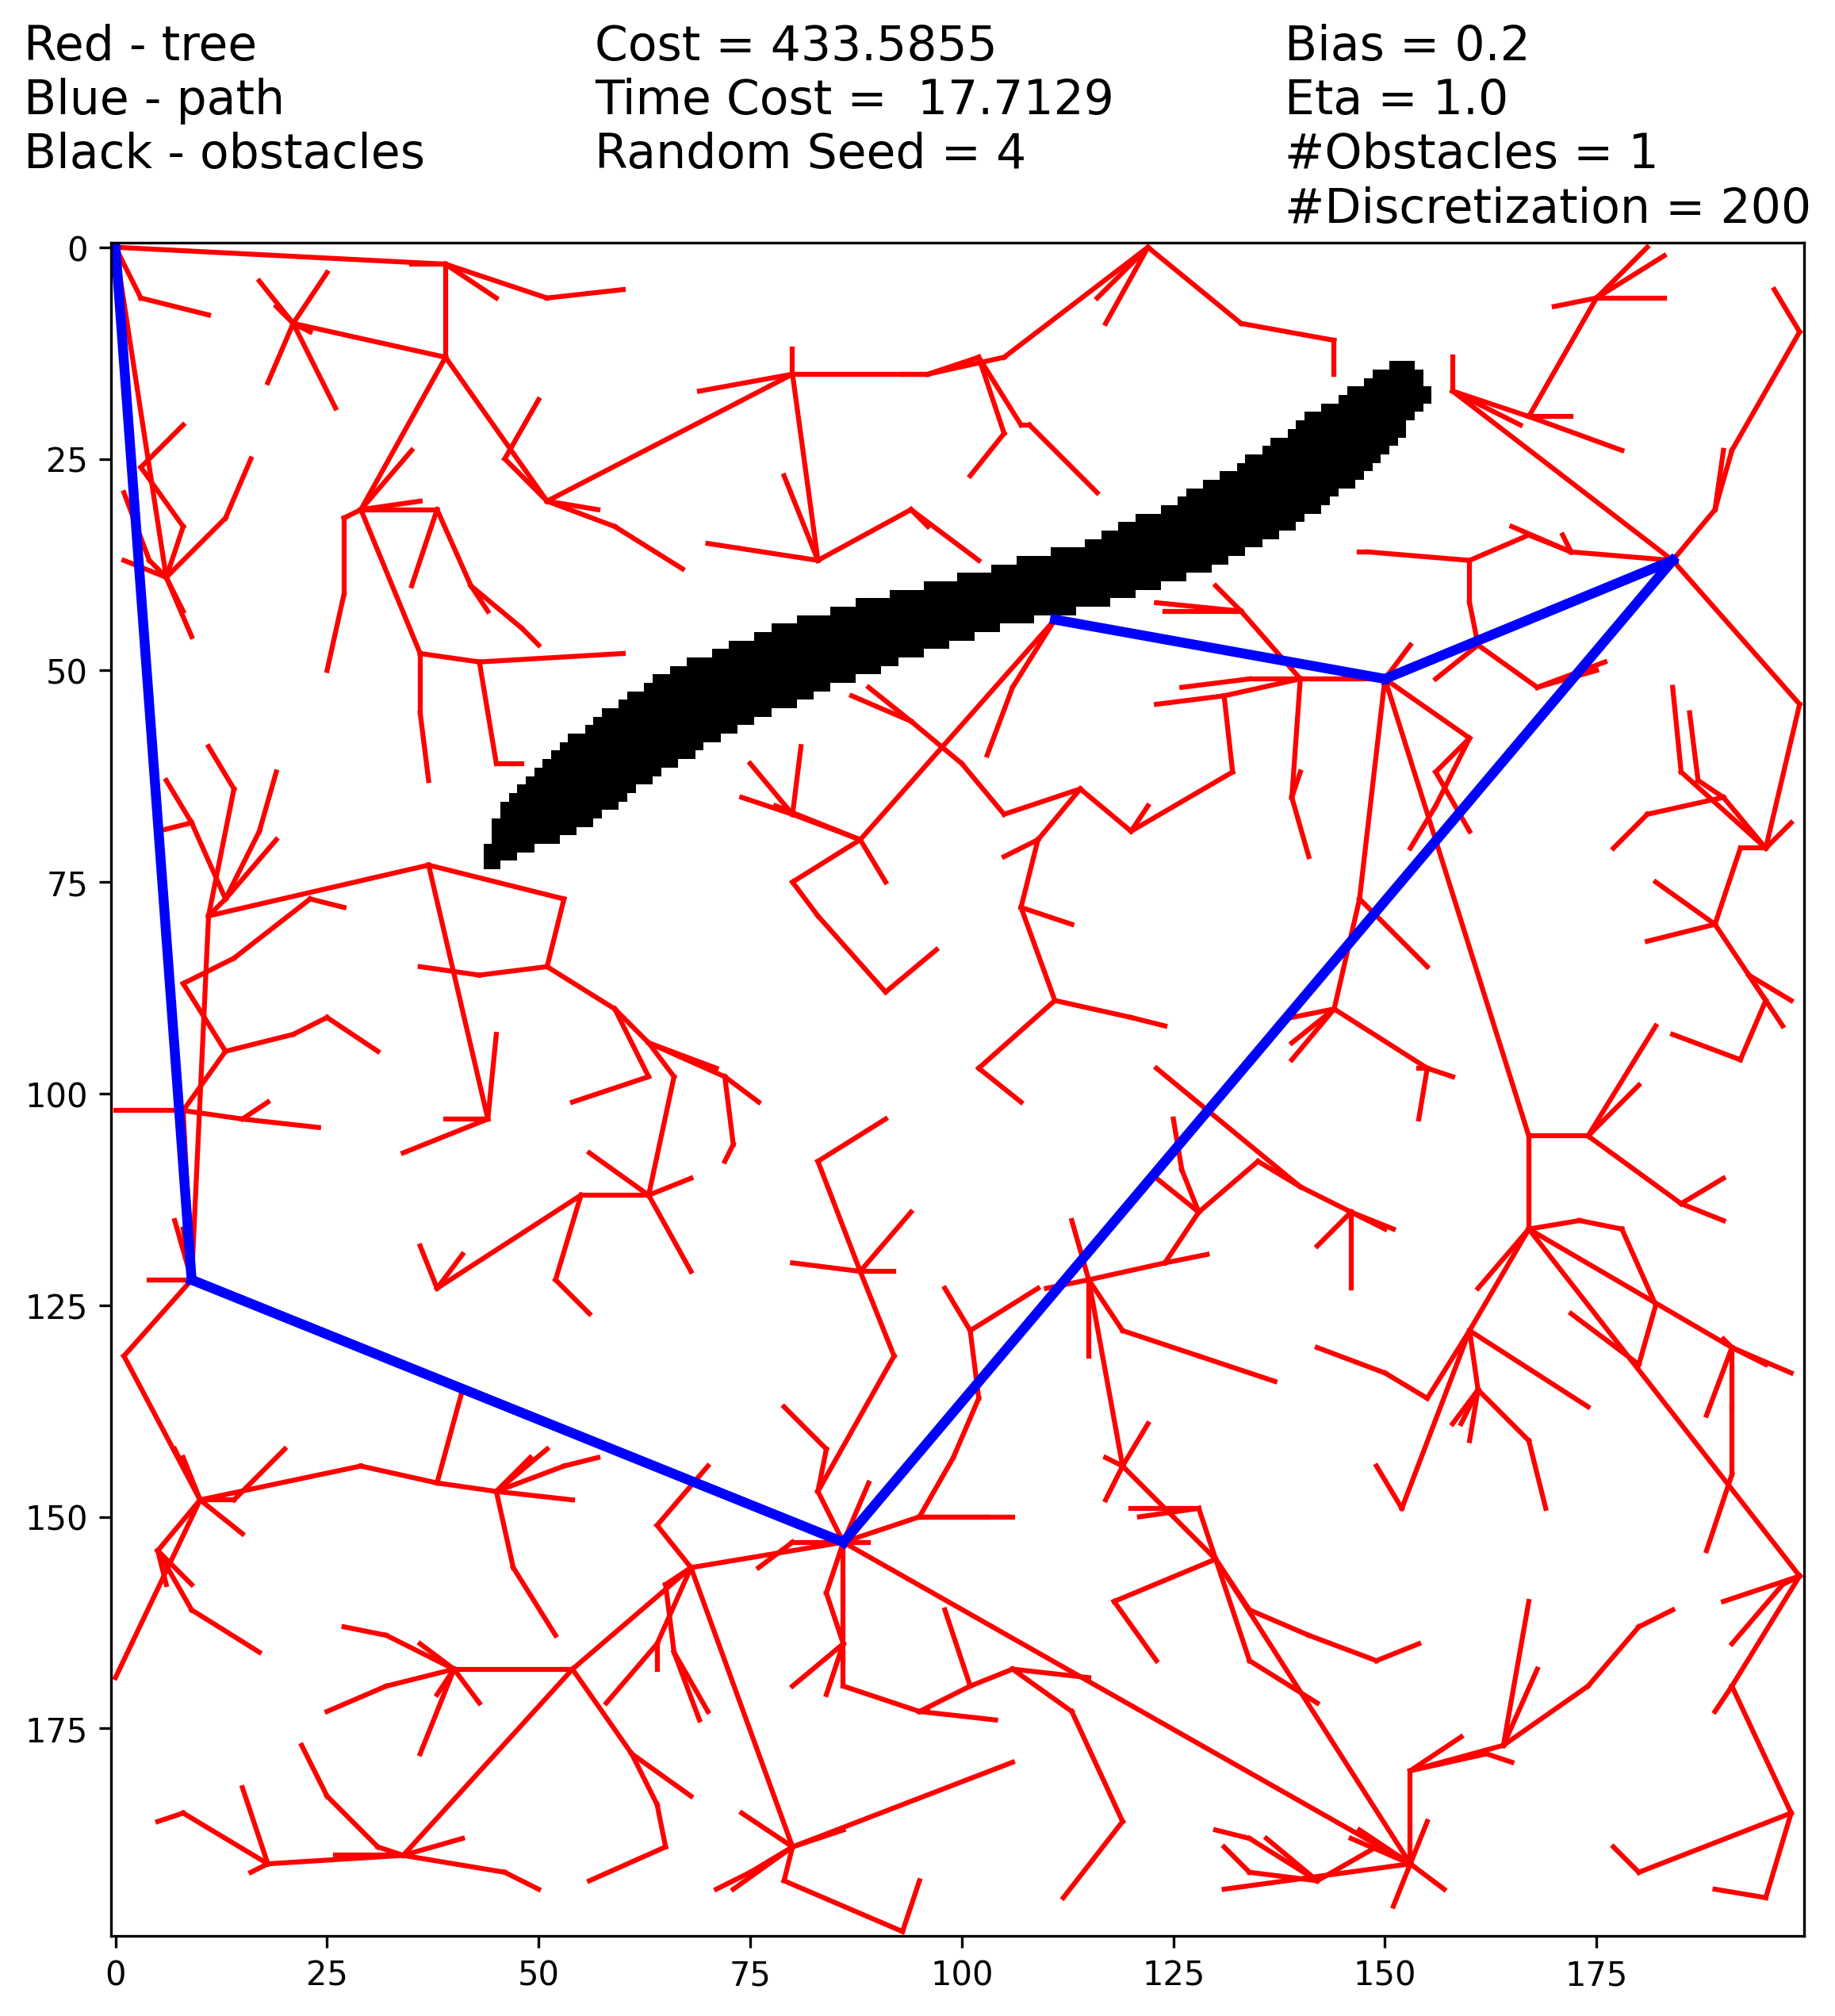 Red - tree
Blue - path
Black - obstacles
Cost = 433.5855
Time Cost =  17.7129
Random Seed = 4
Bias = 0.2
Eta = 1.0
#Obstacles = 1
#Discretization = 200
0
25
50
75
100
125
150
175
0 25 50 75 100 125 150 175